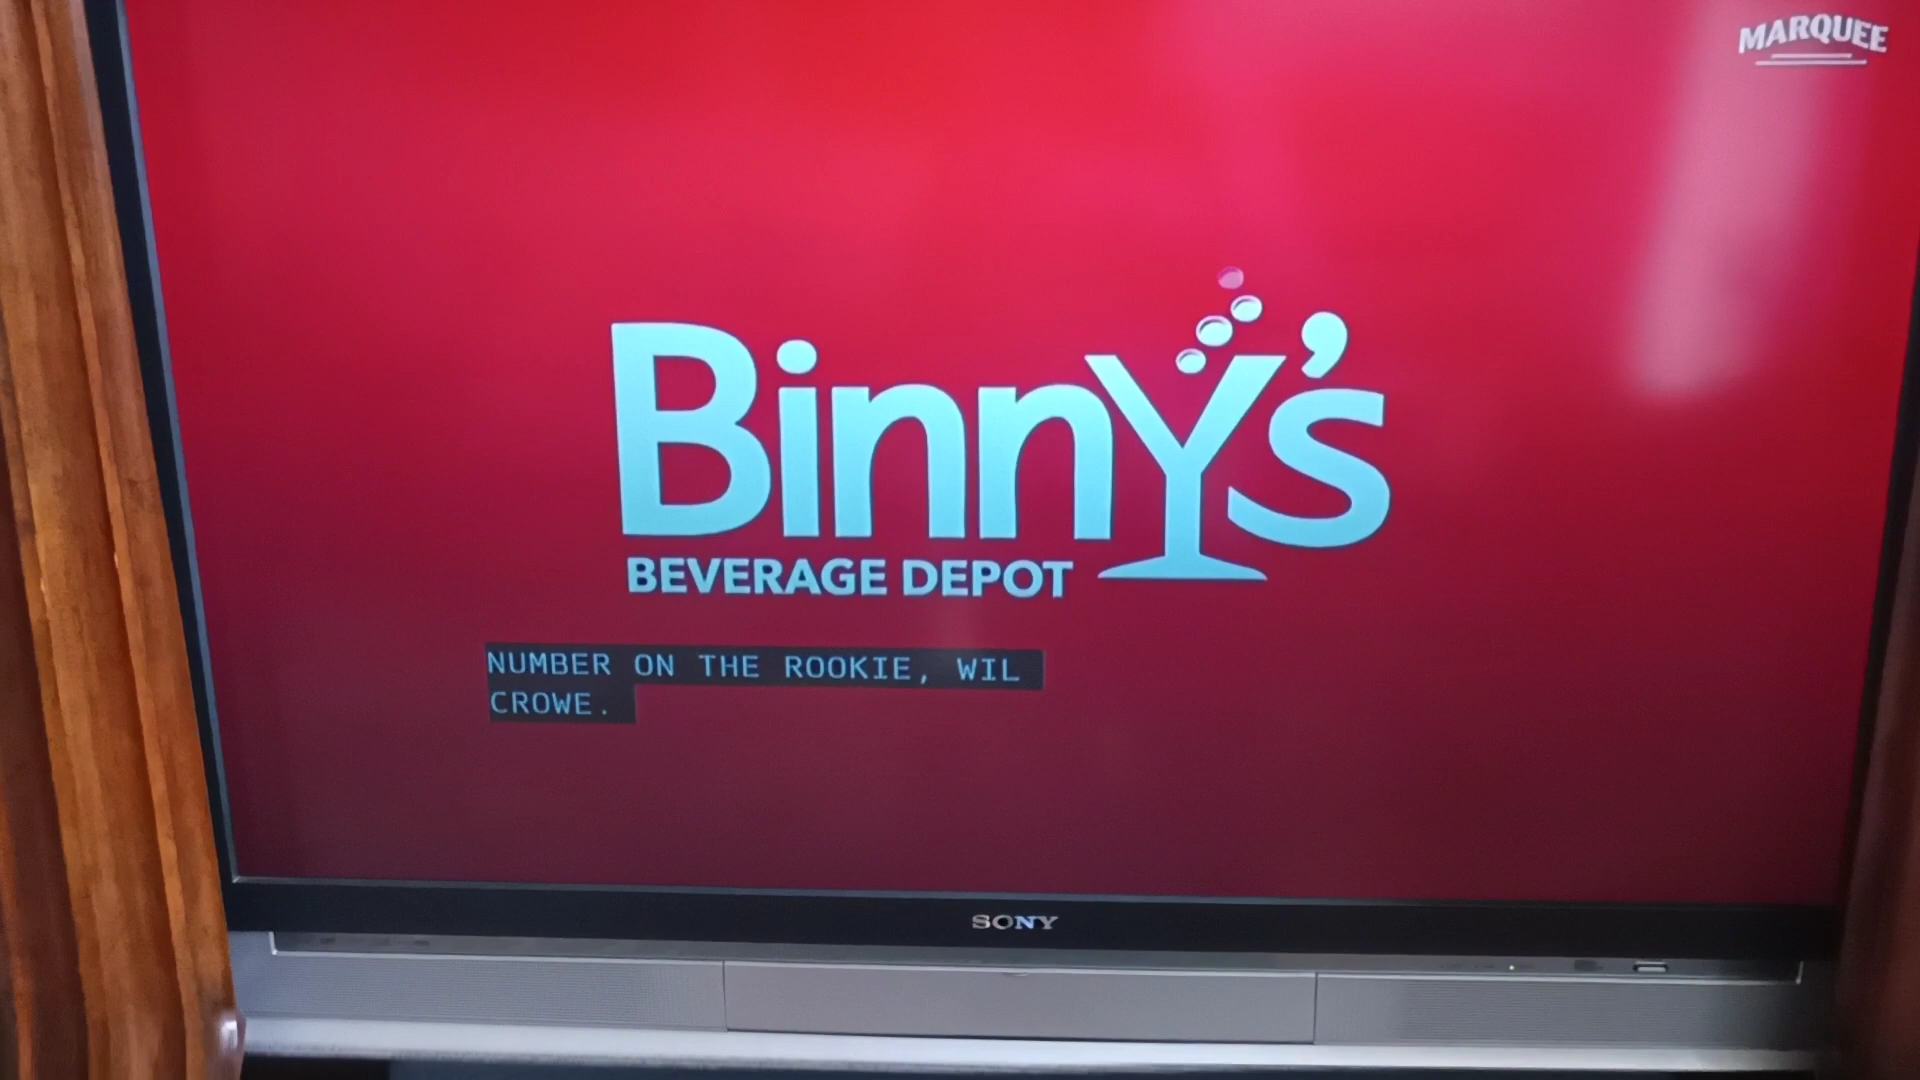 MARQUEE
Binny's
BEVERAGE DEPOT
NUMBER ON THE ROOKIE, WIL
CROWE.
SONY